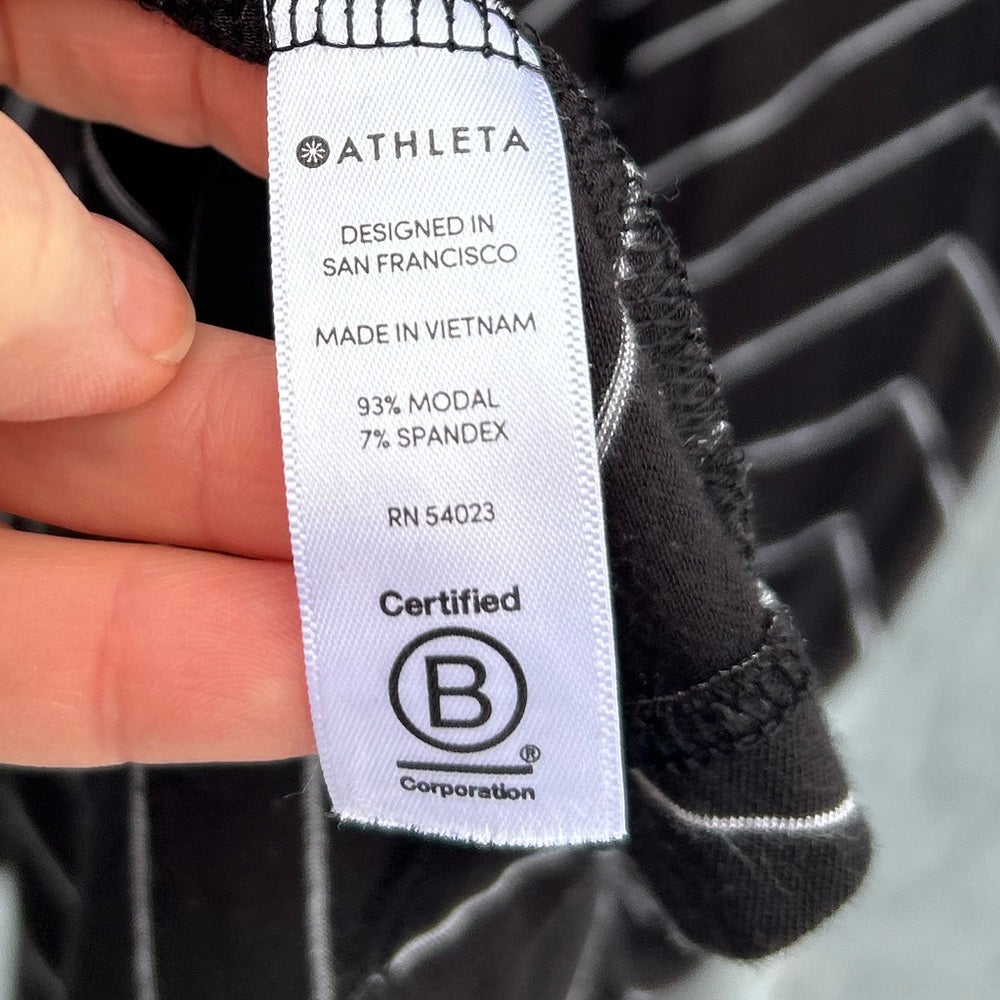 ATHLETA
DESIGNED IN
SAN FRANCISCO
MADE IN VIETNAM
93% MODAL
7% SPANDEX
RN 54023
Certified
B
®
Corporation